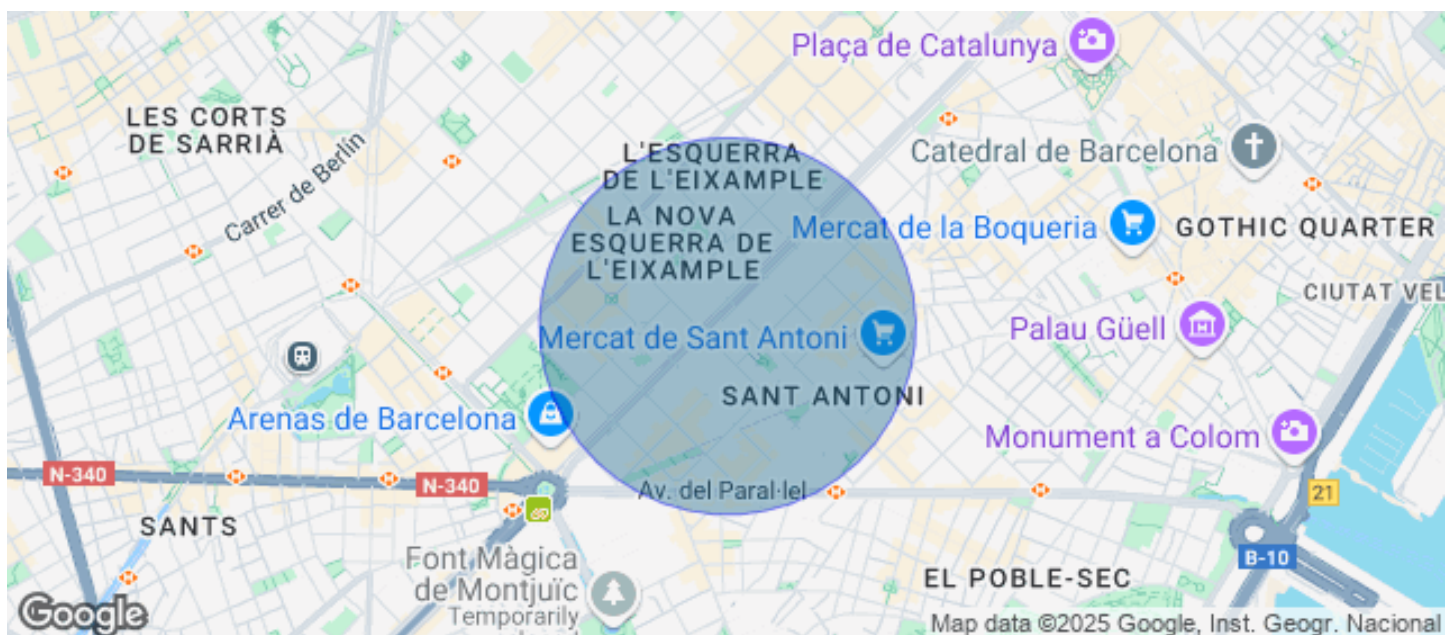 Plaça de Catalunya
LES CORTS
DE SARRIÀ
L'ESQUERRA
DE L'EIXAMPLE
Catedral de Barcelona
Carrer de Berlín
LA NOVA
ESQUERRA DE
L'EIXAMPLE
Mercat de la Boqueria
GOTHIC QUARTER
CIUTAT VEL
Mercat de Sant Antoni
Palau Güell
SANT ANTONI
Arenas de Barcelona
Monument a Colom
N-340
N-340
Av. del Paral·lel
21
SANTS
B-10
Font Màgica
de Montjuïc
Temporarily
EL POBLE-SEC
Google
Map data ©2025 Google, Inst. Geogr. Nacional